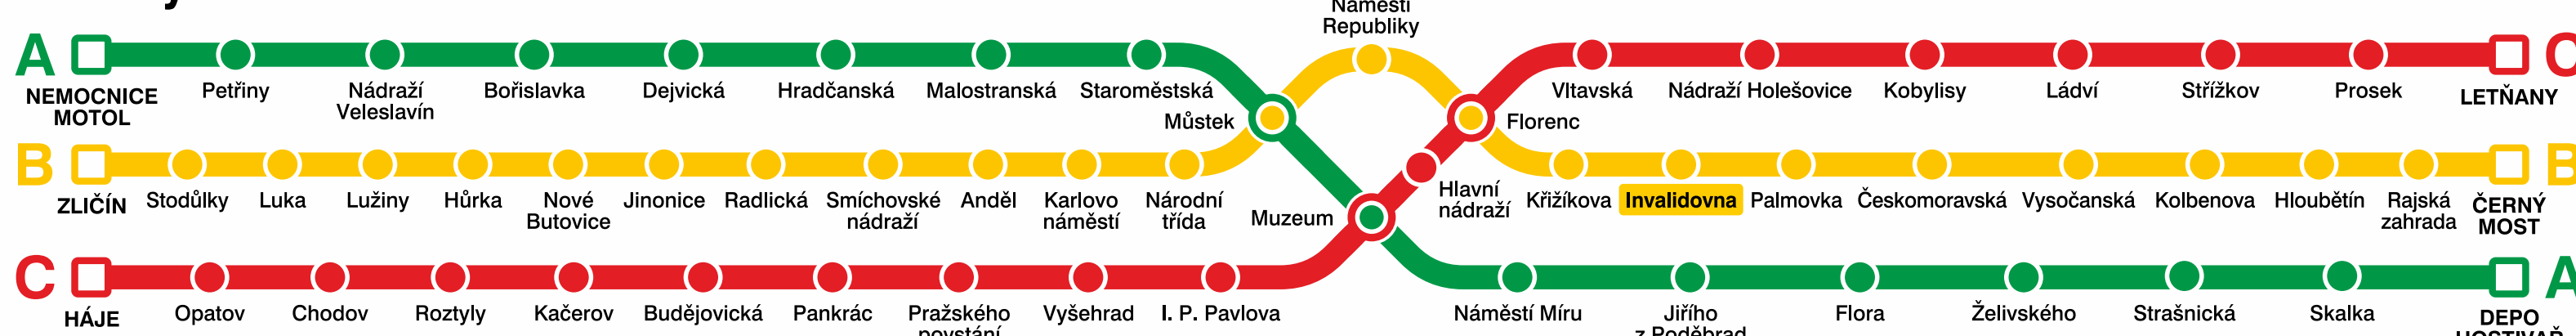 A
NEMOCNICE
MOTOL
Petřiny
Nádraží
Veleslavín
Bořislavka
Dejvická
Hradčanská
Malostranská
Staroměstská
Můstek
Náměstí
Republiky
Florenc
Vltavská
Nádraží Holešovice
Kobylisy
Ládví
Střížkov
Prosek
LETŇANY
C
B
ZLIČÍN
Stodůlky
Luka
Lužiny
Hůrka
Nové
Butovice
Jinonice
Radlická
Smíchovské
nádraží
Anděl
Karlovo
náměstí
Národní
třída
Muzeum
Hlavní
nádraží
Křižíkova
Invalidovna
Palmovka
Českomoravská
Vysočanská
Kolbenova
Hloubětín
Rajská
zahrada
ČERNÝ
MOST
B
C
HÁJE
Opatov
Chodov
Roztyly
Kačerov
Budějovická
Pankrác
Pražského
povstání
Vyšehrad
I. P. Pavlova
Náměstí Míru
Jiřího
z Poděbrad
Flora
Želivského
Strašnická
Skalka
DEPO
HOSTIVAŘ
A